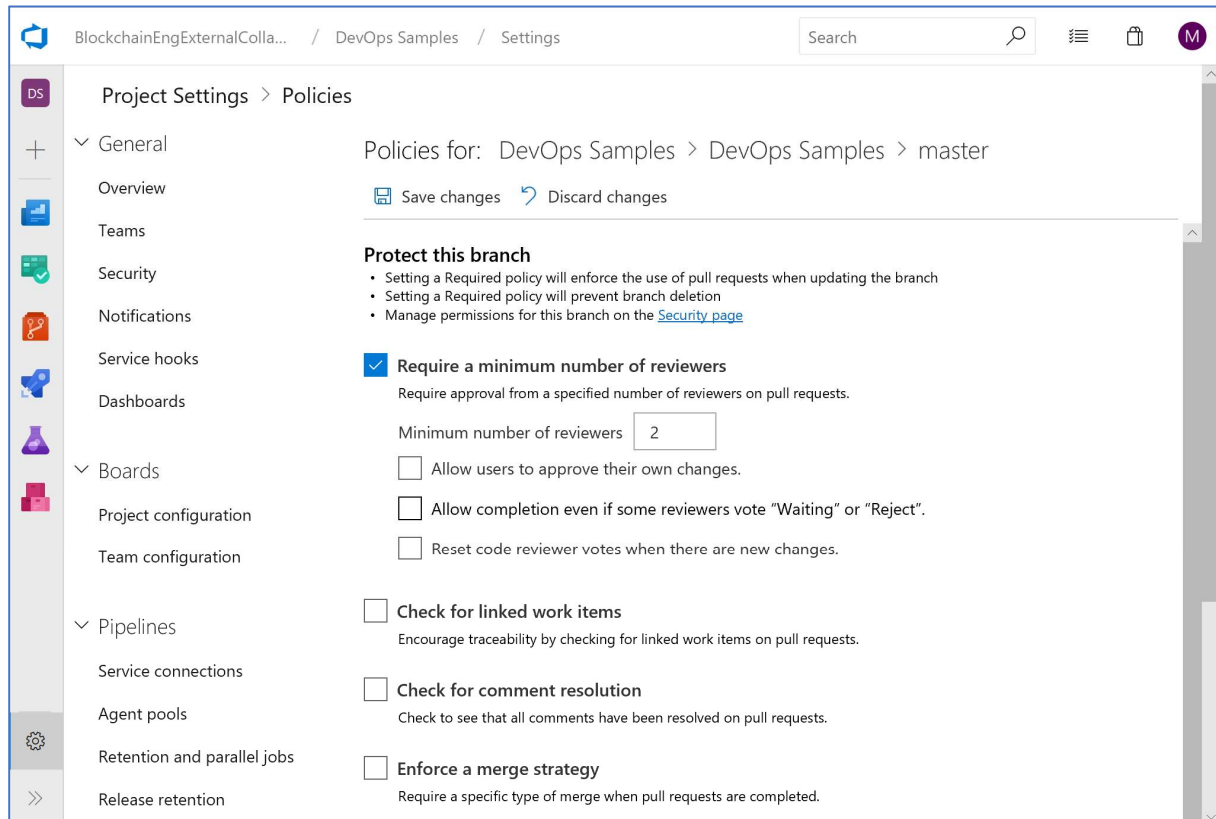 BlockchainEngExternalColla... / DevOps Samples / Settings
Search
M
DS
Project Settings > Policies
General
Overview
Teams
Security
Notifications
Service hooks
Dashboards
Boards
Project configuration
Team configuration
Pipelines
Service connections
Agent pools
Retention and parallel jobs
Release retention
Policies for: DevOps Samples > DevOps Samples > master
Save changes Discard changes
Protect this branch
• Setting a Required policy will enforce the use of pull requests when updating the branch
• Setting a Required policy will prevent branch deletion
• Manage permissions for this branch on the Security page
Require a minimum number of reviewers
Require approval from a specified number of reviewers on pull requests.
Minimum number of reviewers 2
Allow users to approve their own changes.
Allow completion even if some reviewers vote “Waiting” or “Reject”.
Reset code reviewer votes when there are new changes.
Check for linked work items
Encourage traceability by checking for linked work items on pull requests.
Check for comment resolution
Check to see that all comments have been resolved on pull requests.
Enforce a merge strategy
Require a specific type of merge when pull requests are completed.